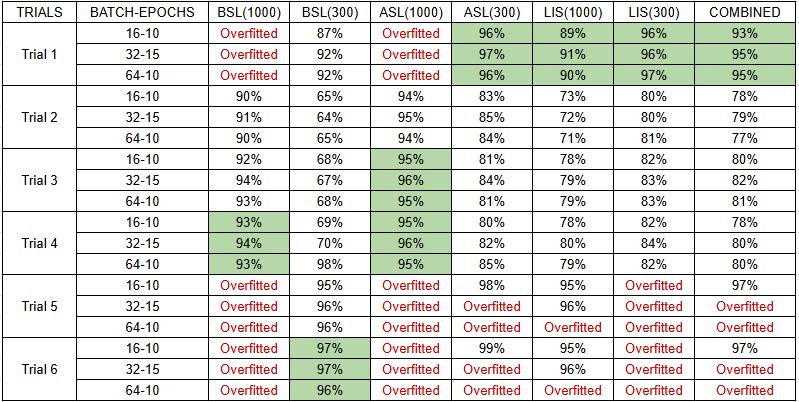 TRIALS BATCH-EPOCHS BSL(1000) BSL(300) ASL(1000) ASL(300) LIS(1000) LIS(300) COMBINED
16-10 Overfitted 87% Overfitted 96% 89% 96% 93%
Trial 1 32-15 Overfitted 92% Overfitted 97% 91% 96% 95%
64-10 Overfitted 92% Overfitted 96% 90% 97% 95%
16-10 90% 65% 94% 83% 73% 80% 78%
Trial 2 32-15 91% 64% 95% 85% 72% 80% 79%
64-10 90% 65% 94% 84% 71% 81% 77%
16-10 92% 68% 95% 81% 78% 82% 80%
Trial 3 32-15 94% 67% 96% 84% 79% 83% 82%
64-10 93% 68% 95% 81% 79% 83% 81%
16-10 93% 69% 95% 80% 78% 82% 78%
Trial 4 32-15 94% 70% 96% 82% 80% 84% 80%
64-10 93% 98% 95% 85% 79% 82% 80%
16-10 Overfitted 95% Overfitted 98% 95% Overfitted 97%
Trial 5 32-15 Overfitted 96% Overfitted Overfitted 96% Overfitted Overfitted
64-10 Overfitted 96% Overfitted Overfitted Overfitted Overfitted Overfitted
16-10 Overfitted 97% Overfitted 99% 95% Overfitted 97%
Trial 6 32-15 Overfitted 97% Overfitted Overfitted 96% Overfitted Overfitted
64-10 Overfitted 96% Overfitted Overfitted Overfitted Overfitted Overfitted